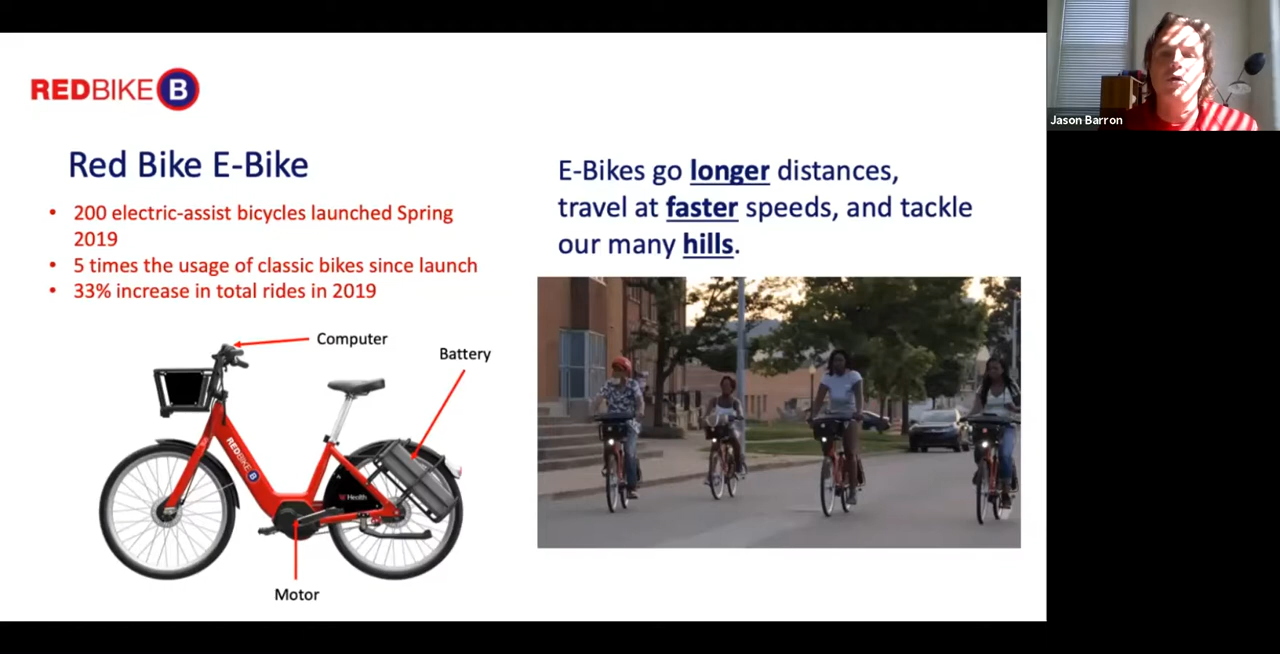 REDBIKE B
Jason Barron
Red Bike E-Bike
• 200 electric-assist bicycles launched Spring
2019
• 5 times the usage of classic bikes since launch
• 33% increase in total rides in 2019
E-Bikes go longer distances,
travel at faster speeds, and tackle
our many hills.
Computer
Battery
REDBIKE B
Health
Motor